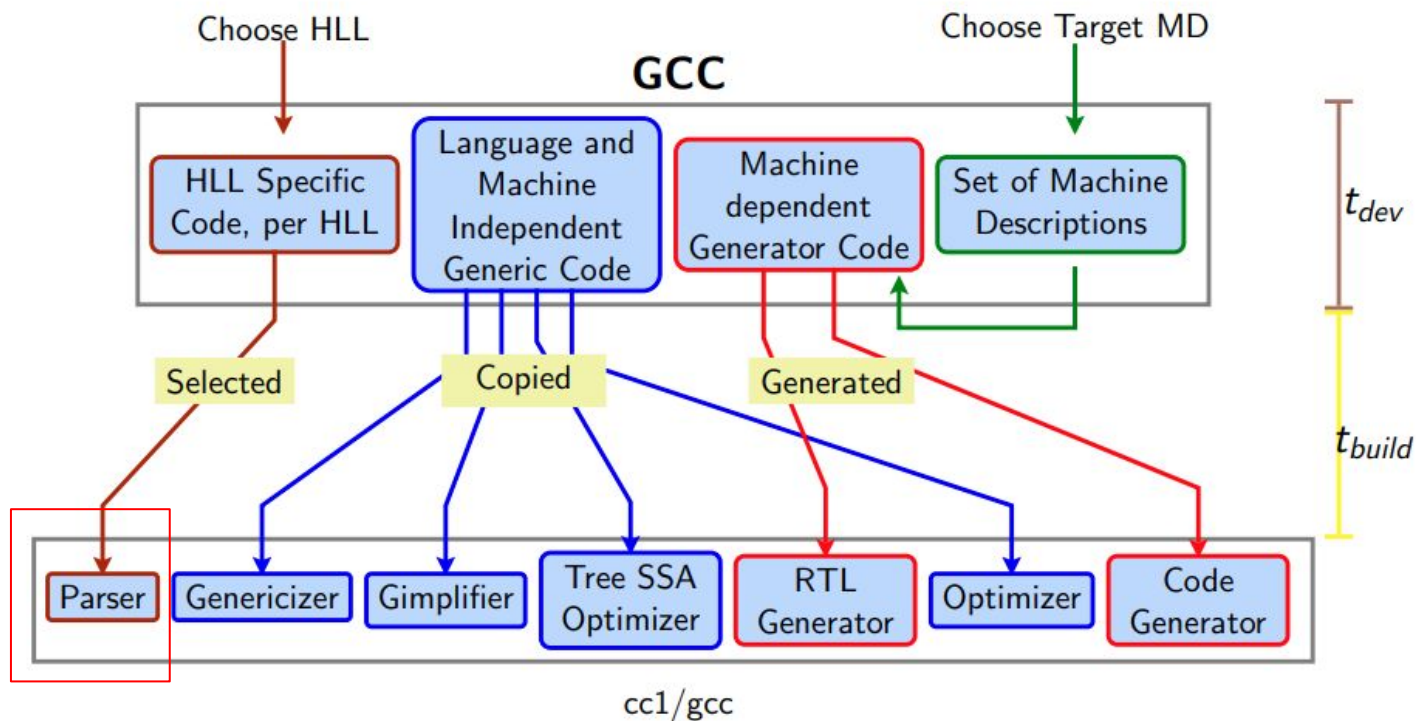 Choose HLL
Choose Target MD
GCC
HLL Specific
Code, per HLL
Language and
Machine
Independent
Generic Code
Machine
dependent
Generator Code
Set of Machine
Descriptions
t_dev
Selected
Copied
Generated
t_build
Parser
Genericizer
Gimplifier
Tree SSA
Optimizer
RTL
Generator
Optimizer
Code
Generator
cc1/gcc